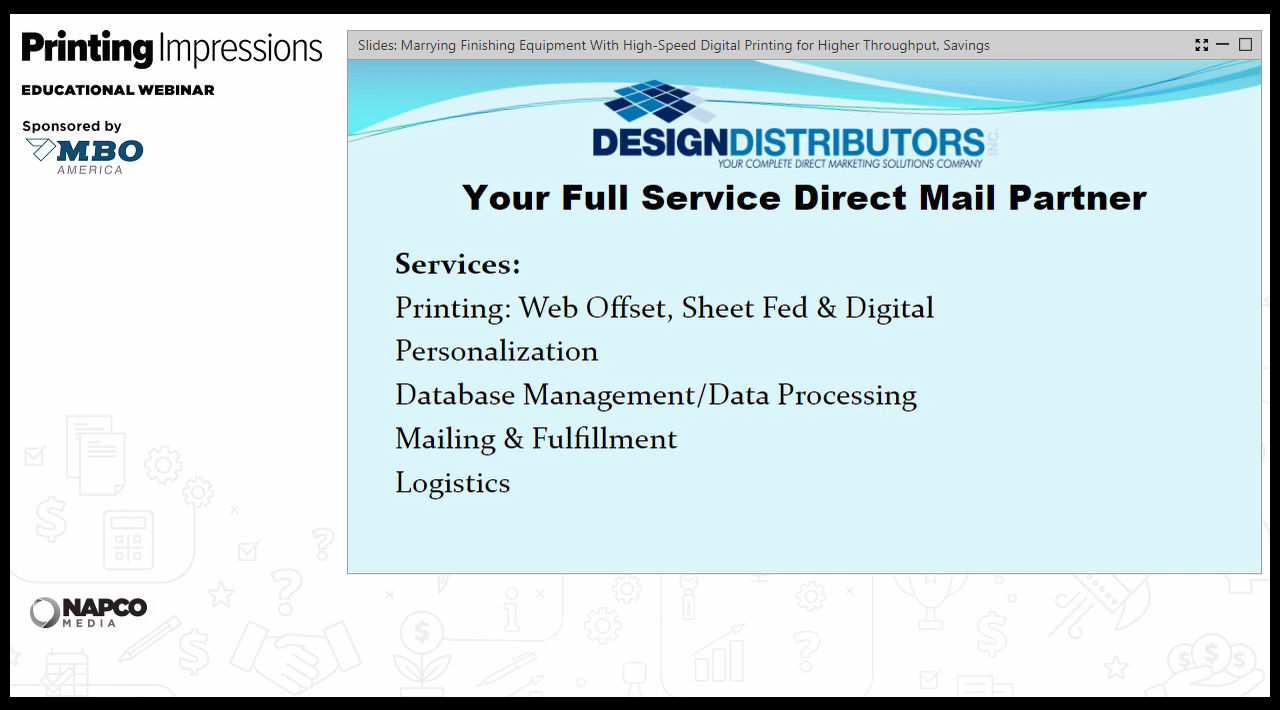 Printing Impressions
EDUCATIONAL WEBINAR
Sponsored by
MBO
AMERICA
Slides: Marrying Finishing Equipment With High-Speed Digital Printing for Higher Throughput, Savings
DESIGNDISTRIBUTORS INC.
YOUR COMPLETE DIRECT MARKETING SOLUTIONS COMPANY
Your Full Service Direct Mail Partner
Services:
Printing: Web Offset, Sheet Fed & Digital
Personalization
Database Management/Data Processing
Mailing & Fulfillment
Logistics
NAPCO
MEDIA